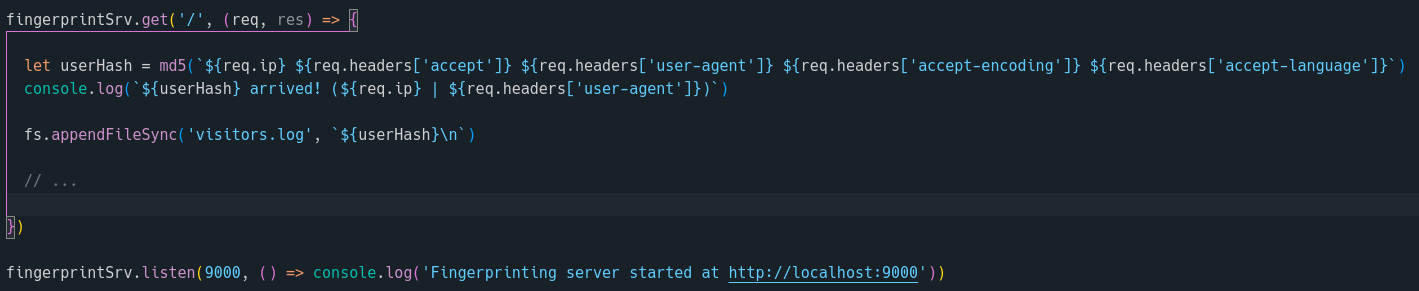 fingerprintSrv.get('/', (req, res) => {
let userHash = md5(`${req.ip} ${req.headers['accept']} ${req.headers['user-agent']} ${req.headers['accept-encoding']} ${req.headers['accept-language']}`)
console.log(`${userHash} arrived! (${req.ip} | ${req.headers['user-agent']})`)
fs.appendFileSync('visitors.log', `${userHash}\n`)
// ...
})
fingerprintSrv.listen(9000, () => console.log('Fingerprinting server started at http://localhost:9000'))